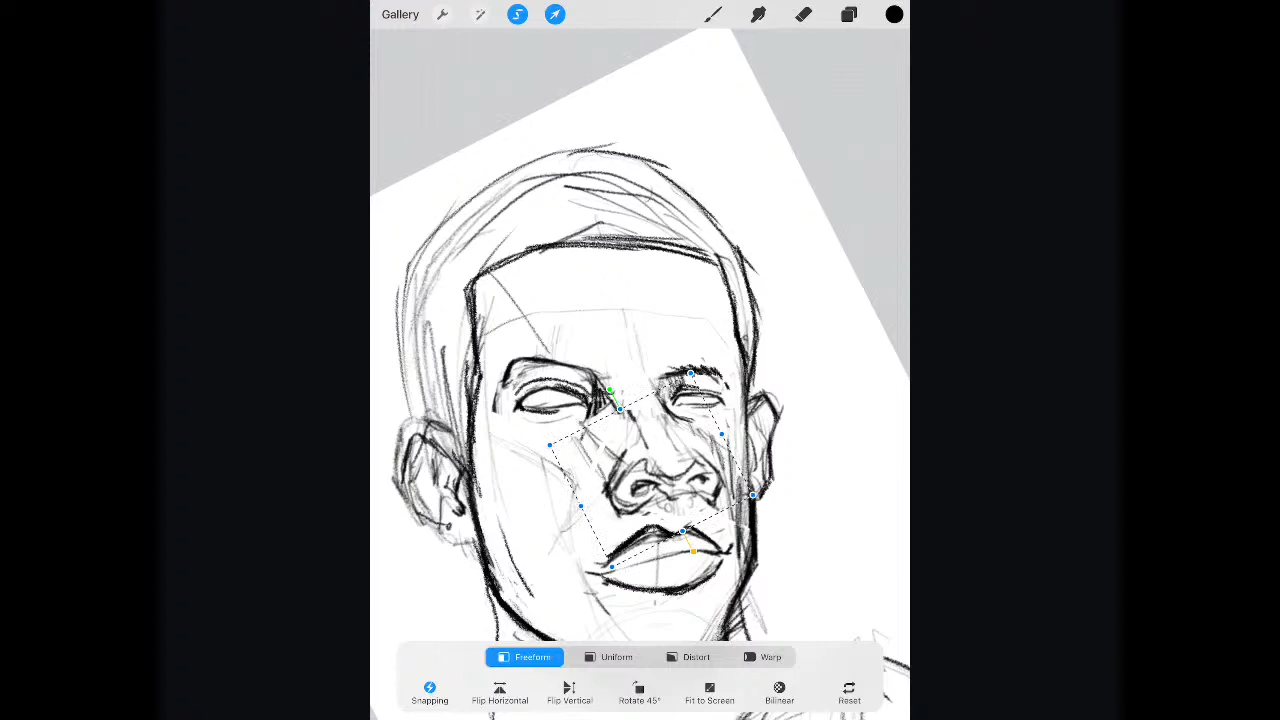 Gallery
Freeform Uniform Distort Warp
Snapping Flip Horizontal Flip Vertical Rotate 45° Fit to Screen Bilinear Reset